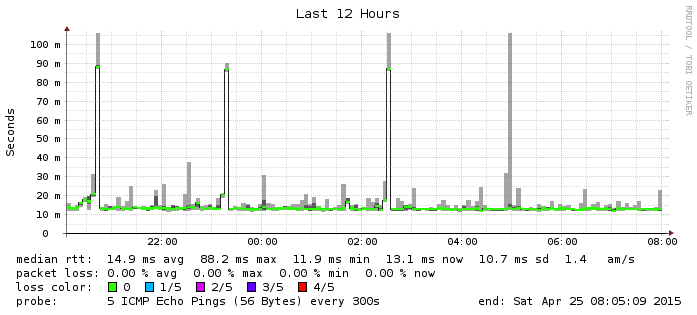 Last 12 Hours
RRDTOOL / TOBI OETIKER
Seconds
100 m
90 m
80 m
70 m
60 m
50 m
40 m
30 m
20 m
10 m
0
22:00 00:00 02:00 04:00 06:00 08:00
median rtt: 14.9 ms avg 88.2 ms max 11.9 ms min 13.1 ms now 10.7 ms sd 1.4 am/s
packet loss: 0.00 % avg 0.00 % max 0.00 % min 0.00 % now
loss color: 0 1/5 2/5 3/5 4/5
probe: 5 ICMP Echo Pings (56 Bytes) every 300s end: Sat Apr 25 08:05:09 2015